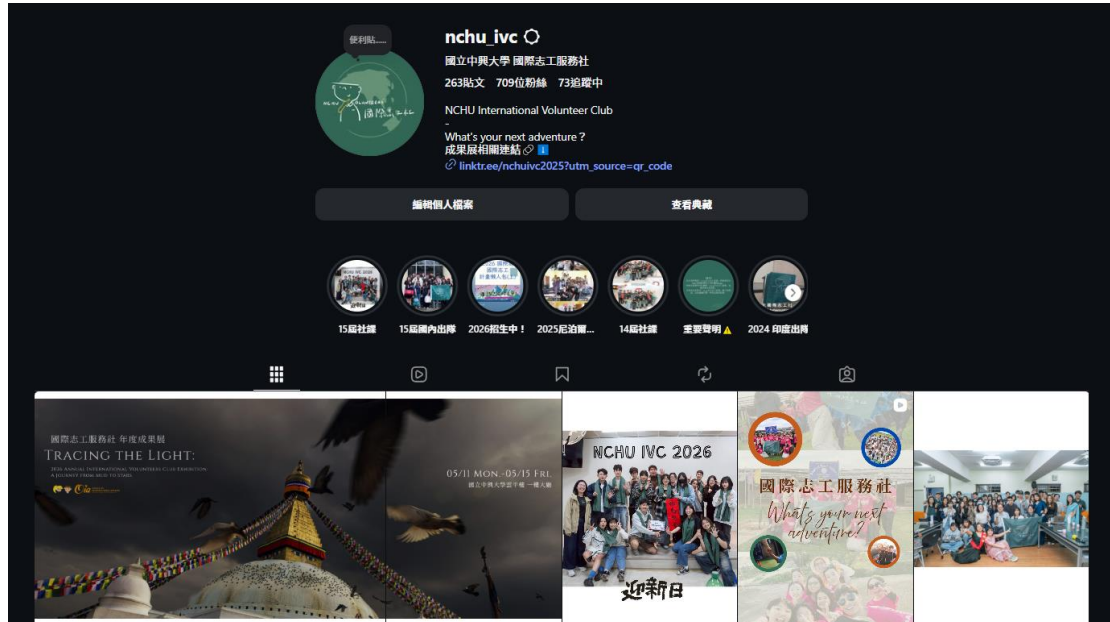 便利貼......
nchu_ivc
國立中興大學 國際志工服務社
263貼文 709位粉絲 73追蹤中
NCHU International Volunteer Club
-
What's your next adventure ?
成果展相關連結
linktr.ee/nchuivc2025?utm_source=qr_code
編輯個人檔案
查看典藏
15屆社課
15屆國內出隊
2026招生中！
2025尼泊爾...
14屆社課
重要聲明
2024 印度出隊
國際志工服務社 年度成果展
TRACING THE LIGHT:
2026 ANNUAL INTERNATIONAL VOLUNTEERS CLUB EXHIBITION
05/11 MON.-05/15 FRI.
國立中興大學雲平樓 一樓大廳
NCHU IVC 2026
迎新日
國際志工服務社
What's your next
adventure?